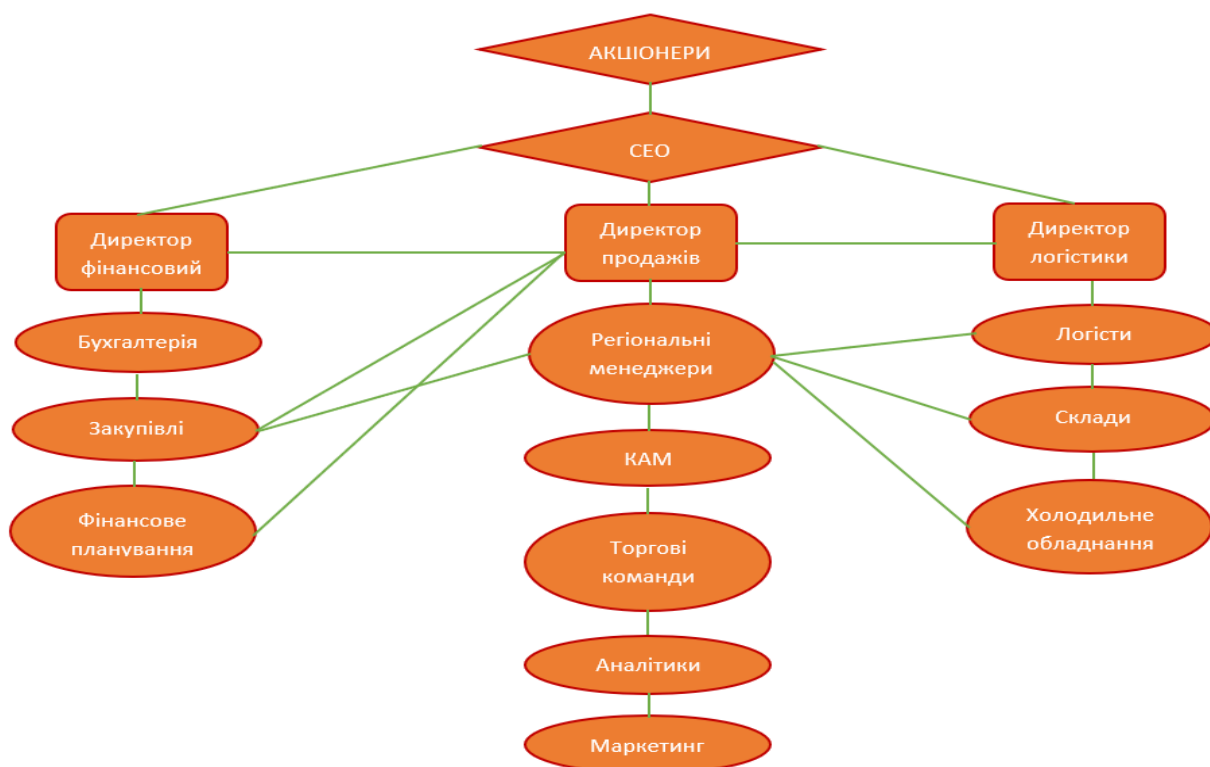 АКЦІОНЕРИ
CEO
Директор
фінансовий
Директор
продажів
Директор
логістики
Бухгалтерія
Регіональні
менеджери
Логісти
Закупівлі
Склади
КАМ
Фінансове
планування
Торгові
команди
Холодильне
обладнання
Аналітики
Маркетинг